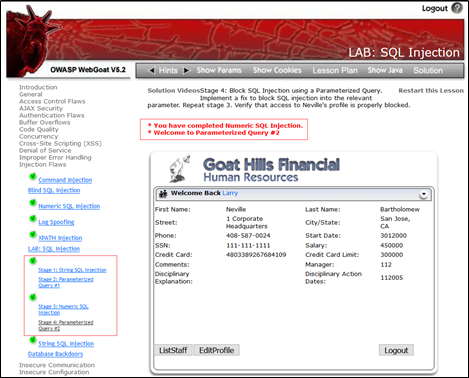 Logout ?
LAB: SQL Injection
OWASP WebGoat V5.2
Hints
Show Params
Show Cookies
Lesson Plan
Show Java
Solution
Introduction
General
Access Control Flaws
AJAX Security
Authentication Flaws
Buffer Overflows
Code Quality
Concurrency
Cross-Site Scripting (XSS)
Denial of Service
Improper Error Handling
Injection Flaws
Command Injection
Blind SQL Injection
Numeric SQL Injection
Log Spoofing
XPATH Injection
LAB: SQL Injection
Stage 1: String SQL Injection
Stage 2: Parameterized
Query #1
Stage 3: Numeric SQL
Injection
Stage 4: Parameterized
Query #2
String SQL Injection
Database Backdoors
Insecure Communication
Insecure Configuration
Solution Videos Stage 4: Block SQL Injection using a Parameterized Query.
Restart this Lesson
Implement a fix to block SQL injection into the relevant
parameter. Repeat stage 3. Verify that access to Neville's profile is properly blocked.
* You have completed Numeric SQL Injection.
* Welcome to Parameterized Query #2
Goat Hills Financial
Human Resources
Welcome Back Larry
First Name: Neville Last Name: Bartholomew
Street: 1 Corporate Headquarters City/State: San Jose, CA
Phone: 408-587-0024 Start Date: 3012000
SSN: 111-111-1111 Salary: 450000
Credit Card: 4803389267684109 Credit Card Limit: 300000
Comments: Manager: 112
Disciplinary Explanation: Disciplinary Action Dates: 112005
ListStaff
EditProfile
Logout